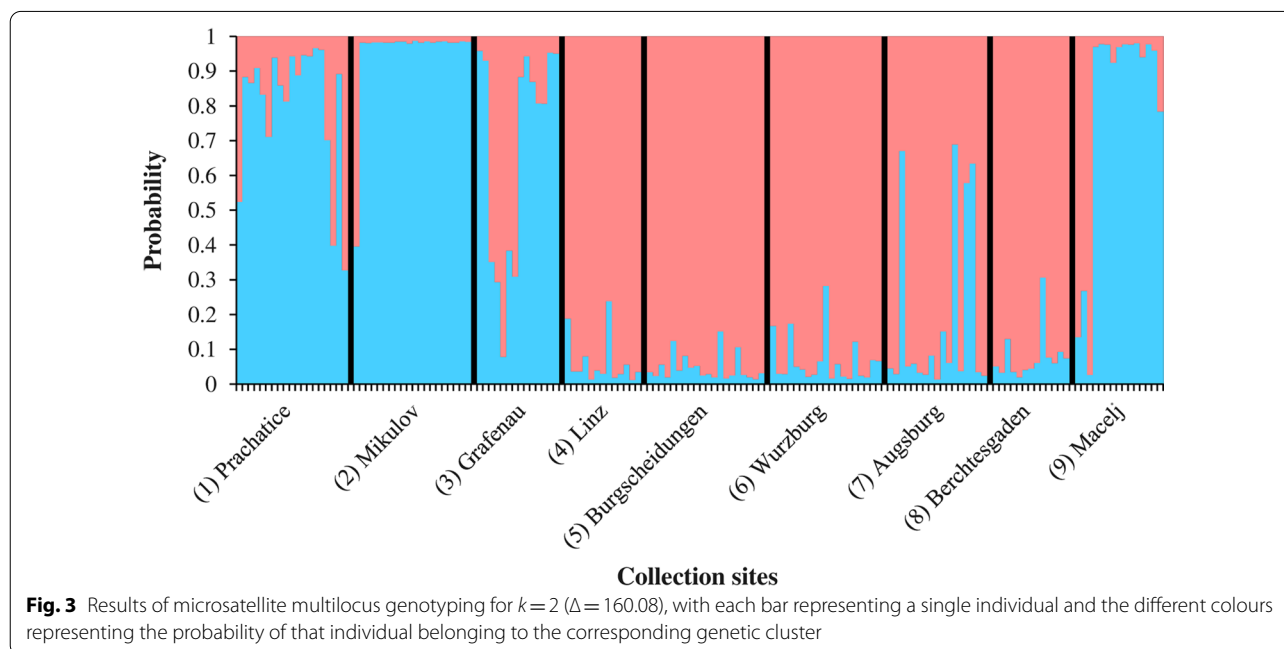 1
0.9
0.8
0.7
0.6
0.5
0.4
0.3
0.2
0.1
0
Probability
(1) Prachatice
(2) Mikulov
(3) Grafenau
(4) Linz
(5) Burgscheidungen
(6) Wurzburg
(7) Augsburg
(8) Berchtesgaden
(9) Macelj
Collection sites
Fig. 3 Results of microsatellite multilocus genotyping for k = 2 (Δ = 160.08), with each bar representing a single individual and the different colours
representing the probability of that individual belonging to the corresponding genetic cluster